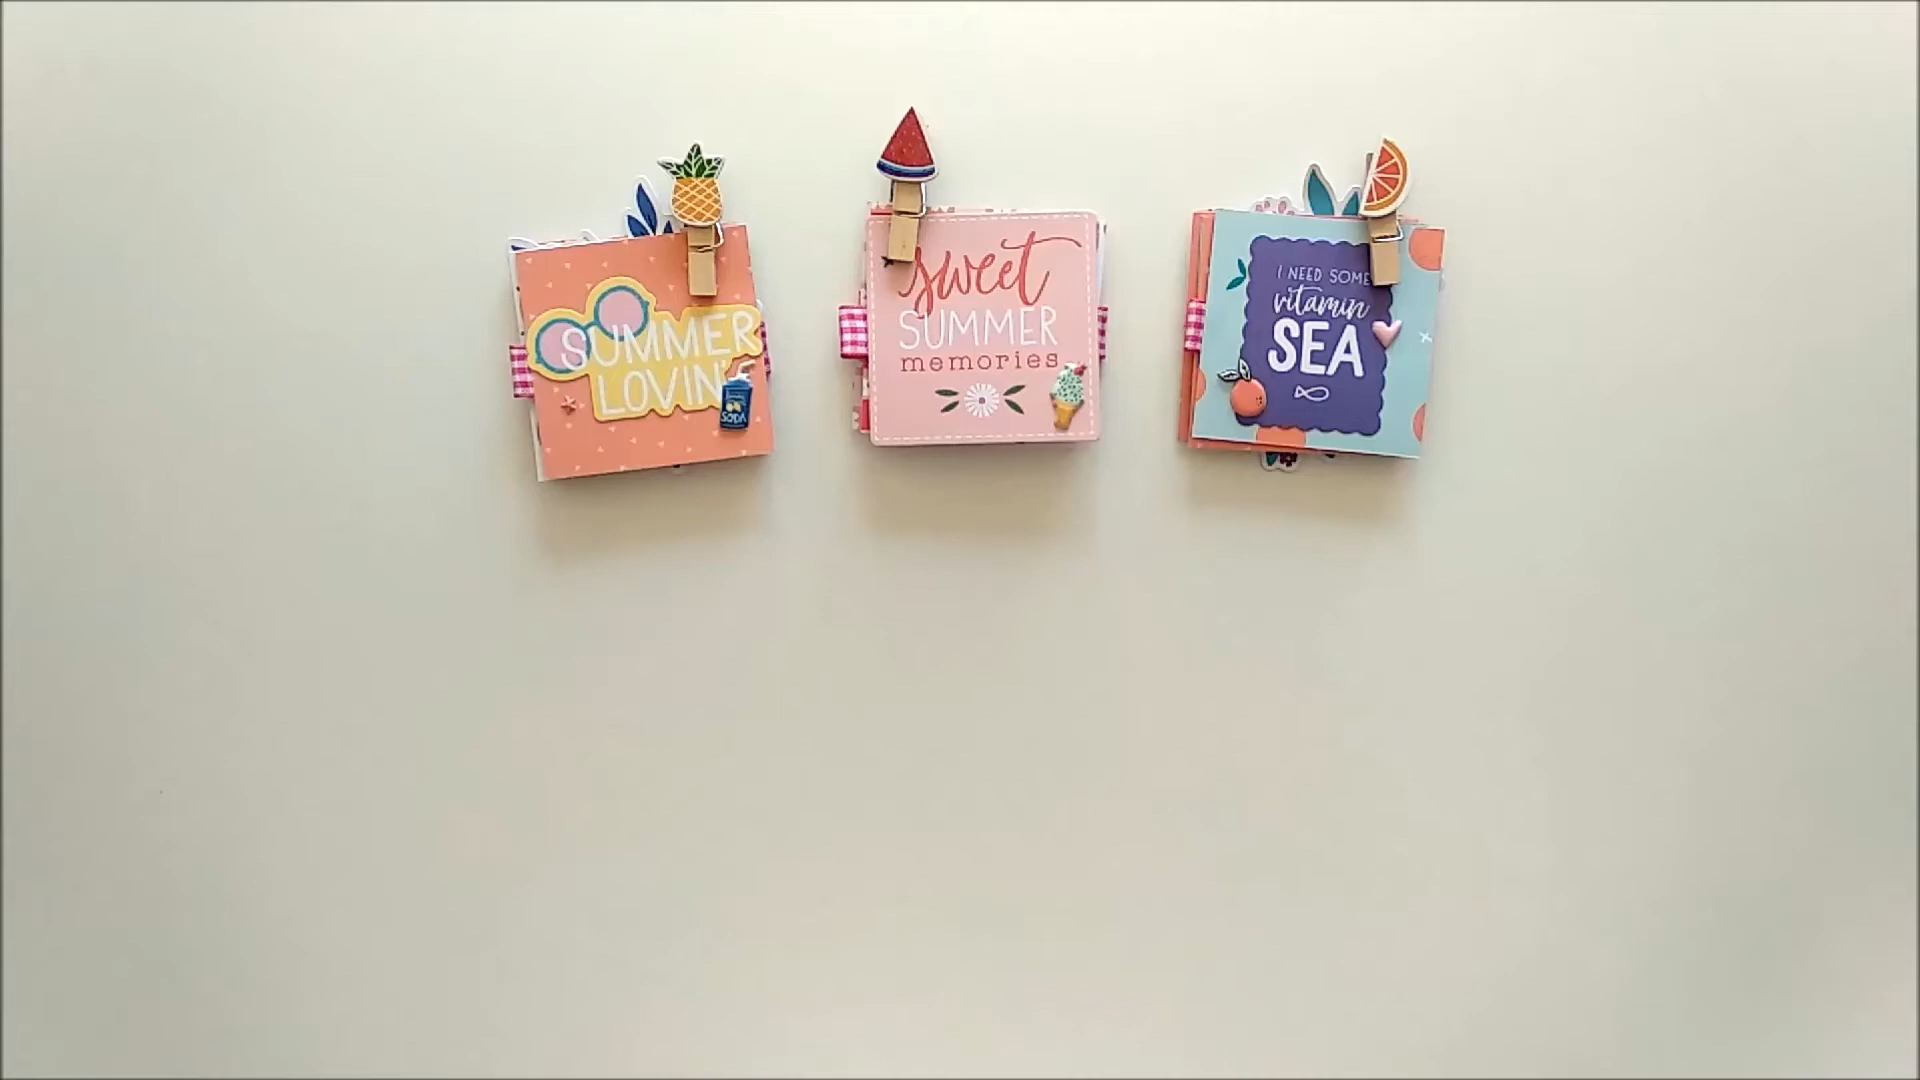 SUMMER
LOVIN'
SODA
sweet
SUMMER
memories
I NEED SOME
vitamin
SEA